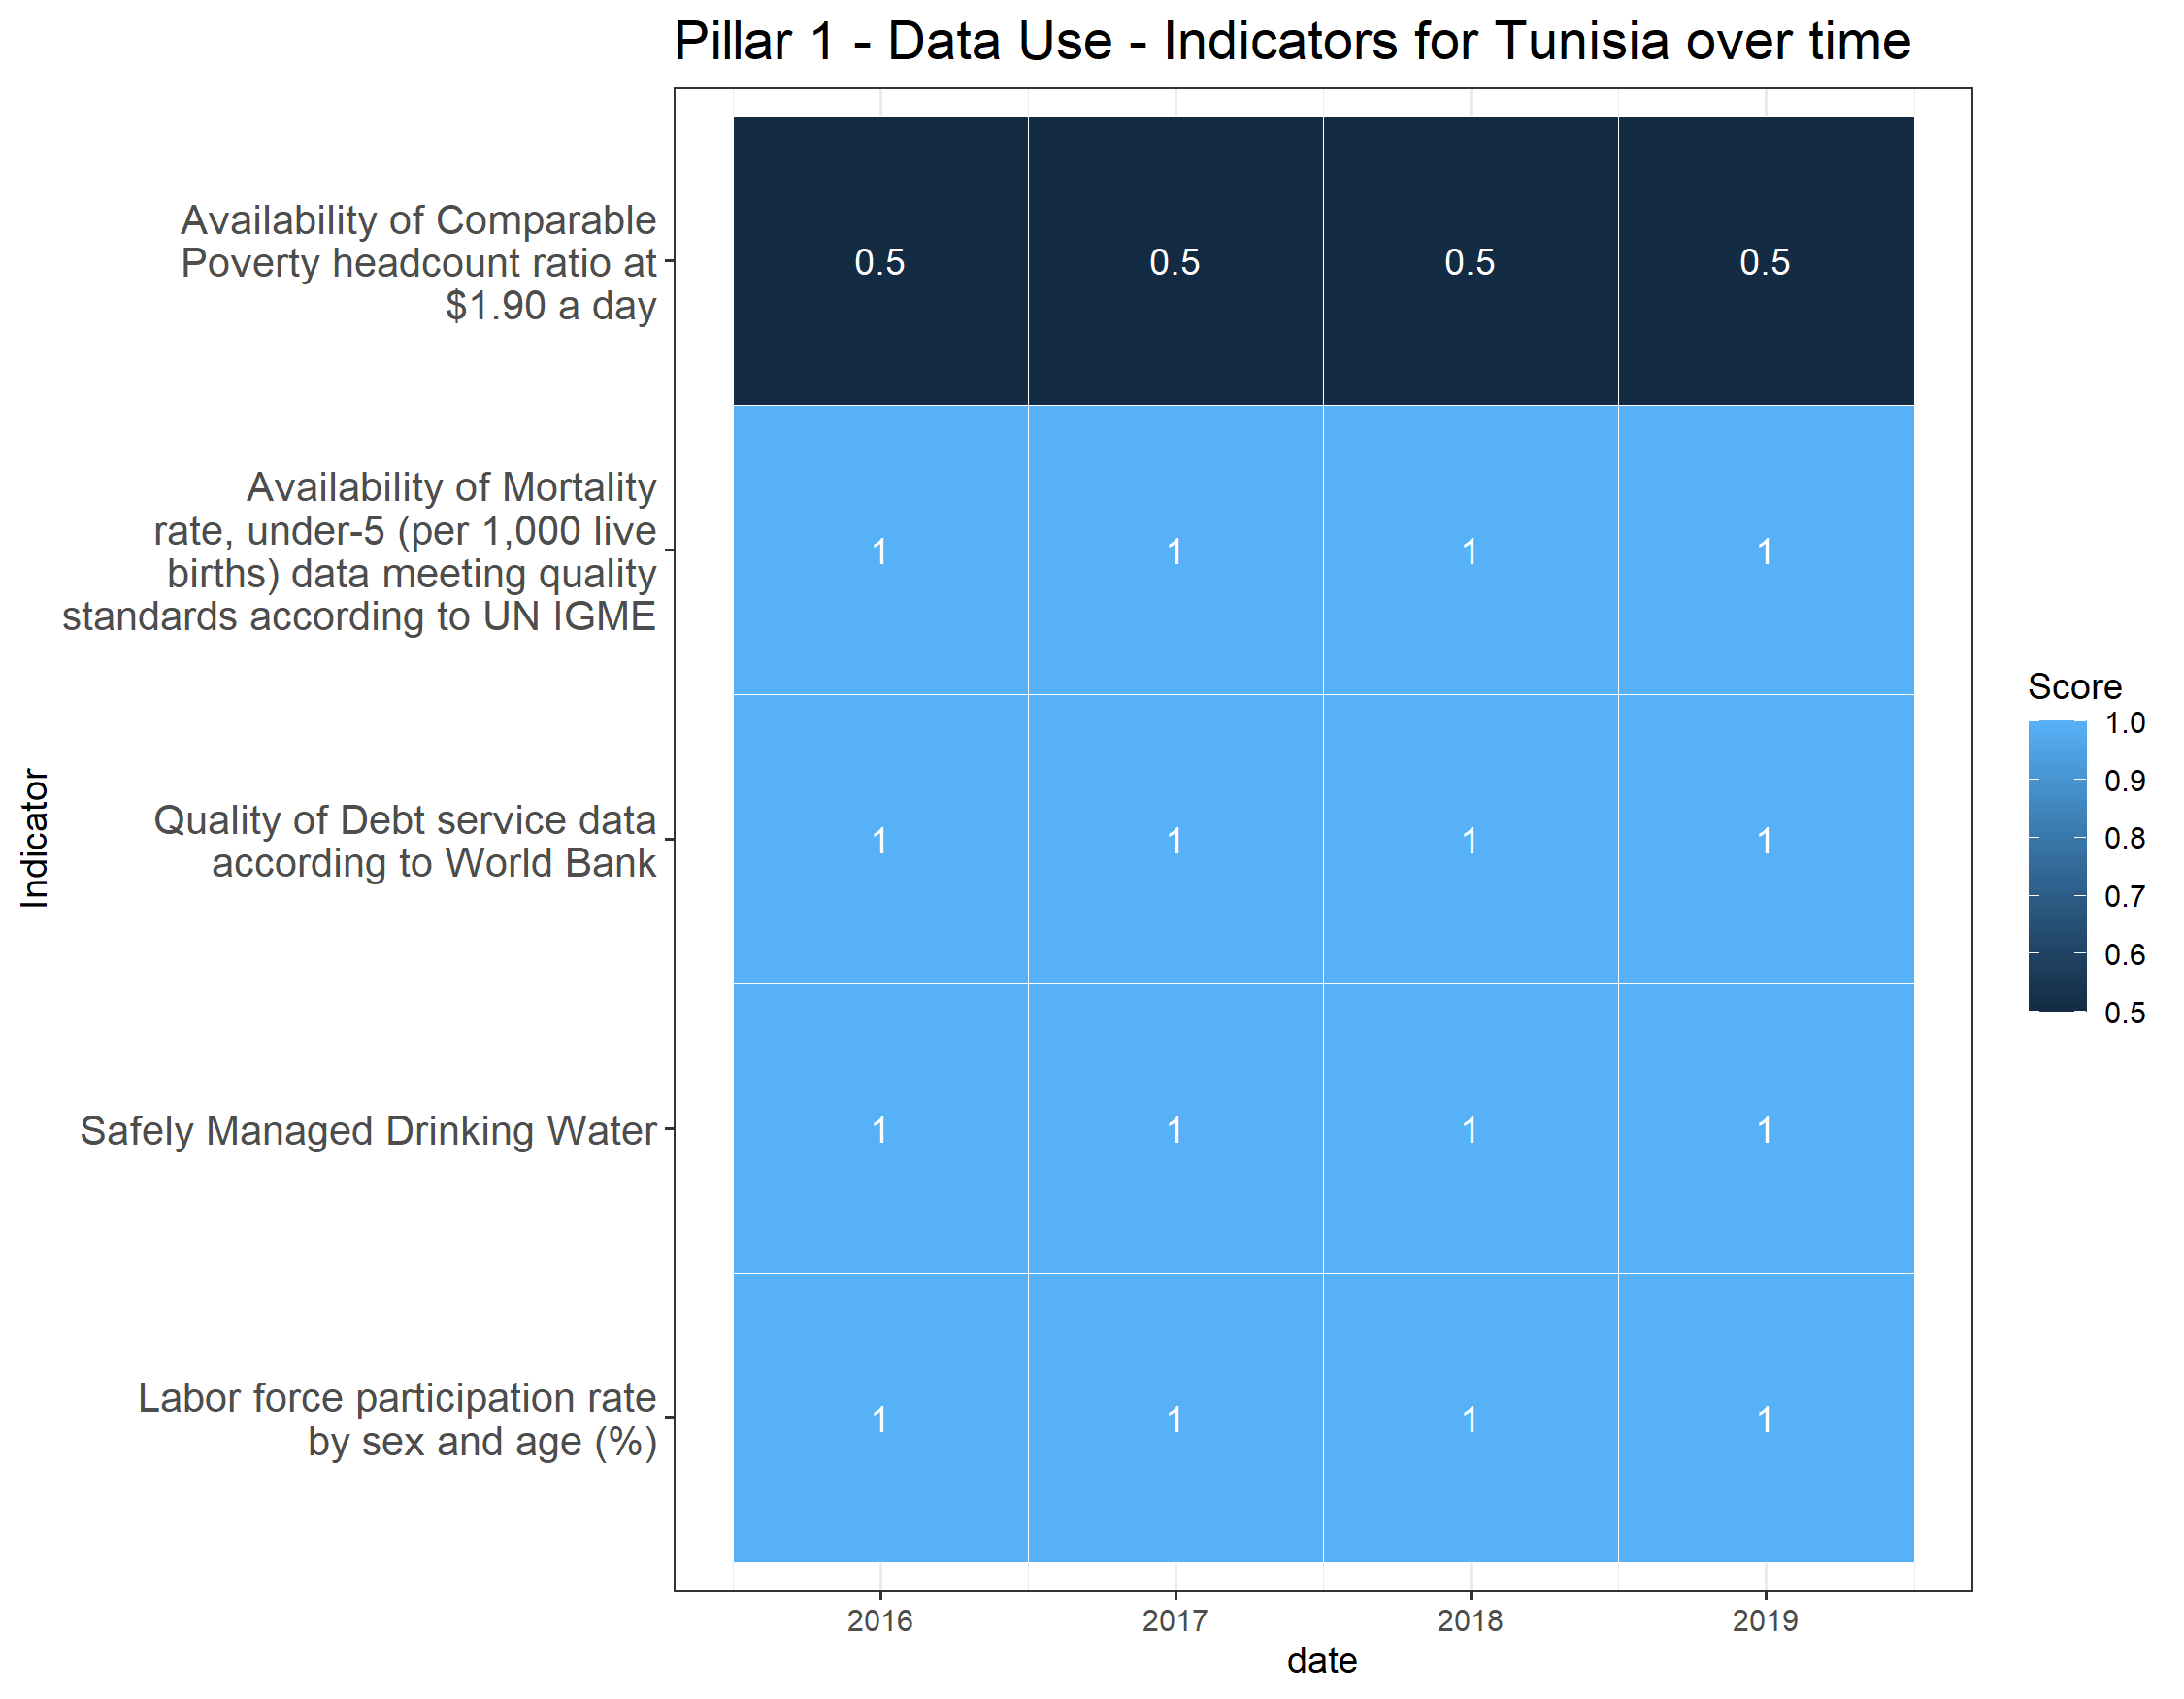 Pillar 1 - Data Use - Indicators for Tunisia over time
Indicator
Availability of Comparable
Poverty headcount ratio at
$1.90 a day
0.5 0.5 0.5 0.5
Availability of Mortality
rate, under-5 (per 1,000 live
births) data meeting quality
standards according to UN IGME
1 1 1 1
Quality of Debt service data
according to World Bank
1 1 1 1
Safely Managed Drinking Water
1 1 1 1
Labor force participation rate
by sex and age (%)
1 1 1 1
2016 2017 2018 2019
date
Score
1.0
0.9
0.8
0.7
0.6
0.5